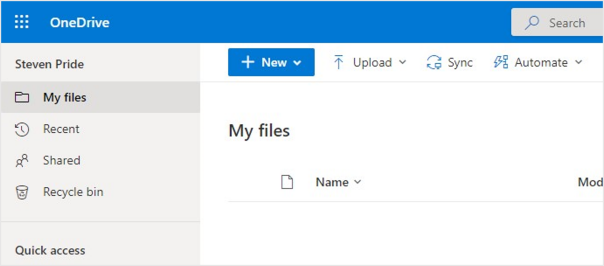 OneDrive
Search
Steven Pride
New Upload Sync Automate
My files
Recent
Shared
Recycle bin
Quick access
My files
Name Mod